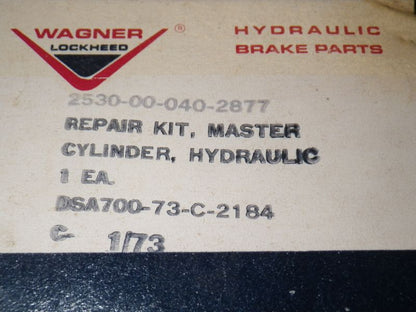 WAGNER ® HYDRAULIC
LOCKHEED BRAKE PARTS
2530-00-040-2877
REPAIR KIT, MASTER
CYLINDER, HYDRAULIC
1 EA.
DSA700-73-C-2184
C- 1/73